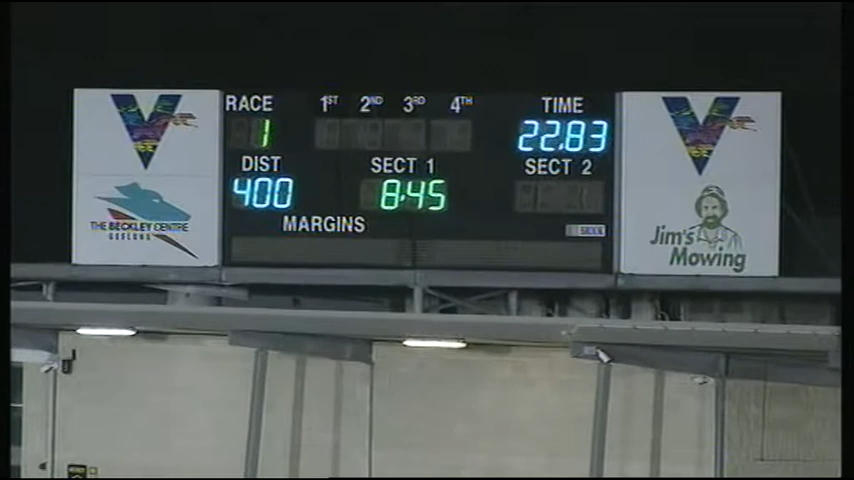 RACE 1ST 2ND 3RD 4TH TIME
1 22.83
DIST SECT 1 SECT 2
400 8.45
MARGINS
THE BECKLEY CENTRE
GEELONG
Jim's
Mowing